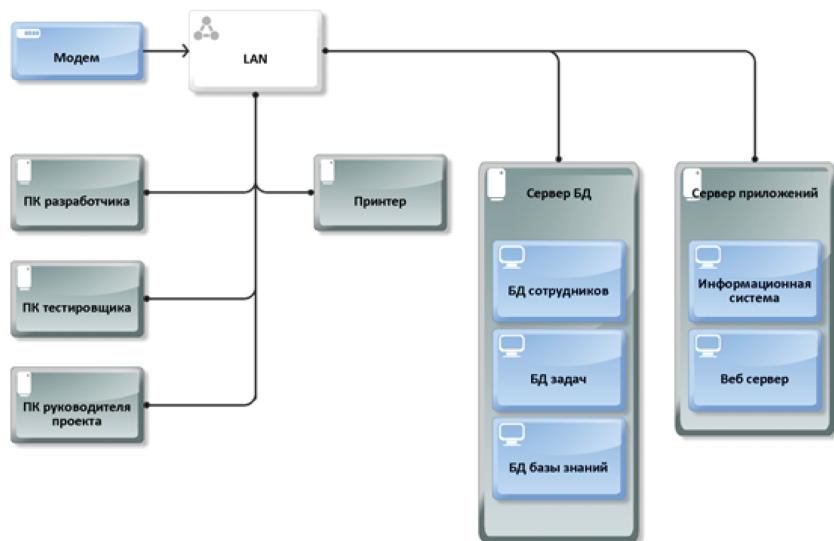 Модем
LAN
ПК разработчика
Принтер
Сервер БД
Сервер приложений
ПК тестировщика
БД сотрудников
Информационная
система
ПК руководителя
проекта
БД задач
Веб сервер
БД базы знаний